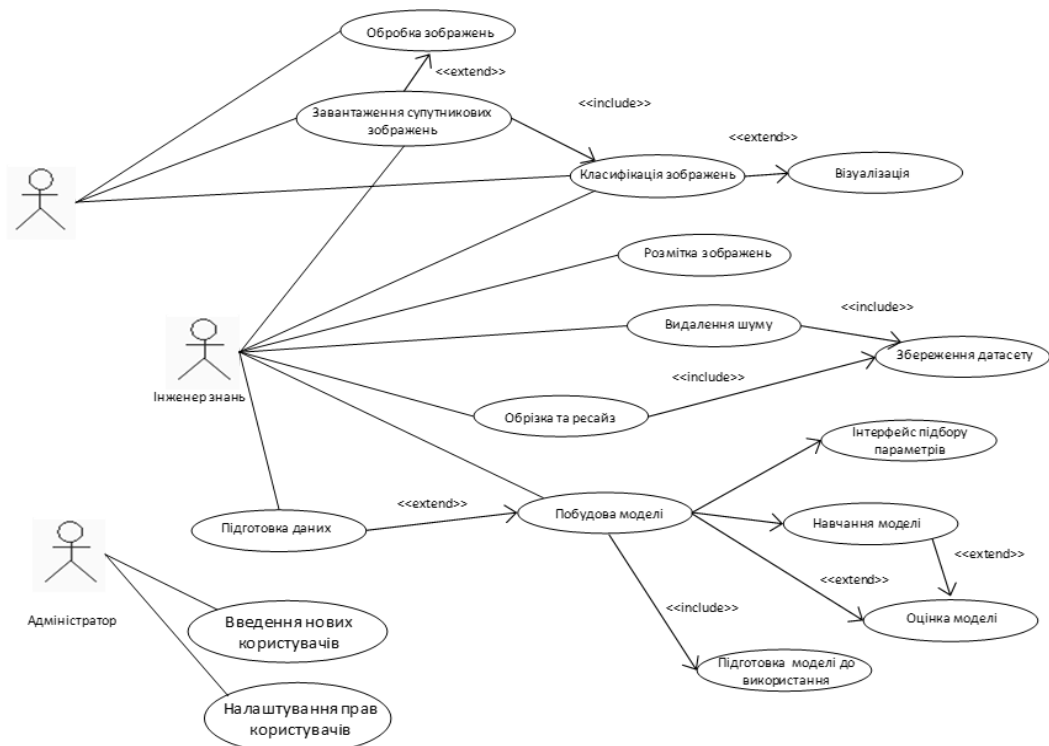 Обробка зображень
<<extend>>
Завантаження супутникових
зображень
<<include>>
<<extend>>
Класифікація зображень
Візуалізація
Розмітка зображень
<<include>>
Видалення шуму
Збереження датасету
<<include>>
Інженер знань
Обрізка та ресайз
Інтерфейс підбору
параметрів
<<extend>>
Підготовка даних
Побудова моделі
Навчання моделі
<<extend>>
<<extend>>
<<include>>
Адміністратор
Оцінка моделі
Введення нових
користувачів
Підготовка моделі до
використання
Налаштування прав
користувачів